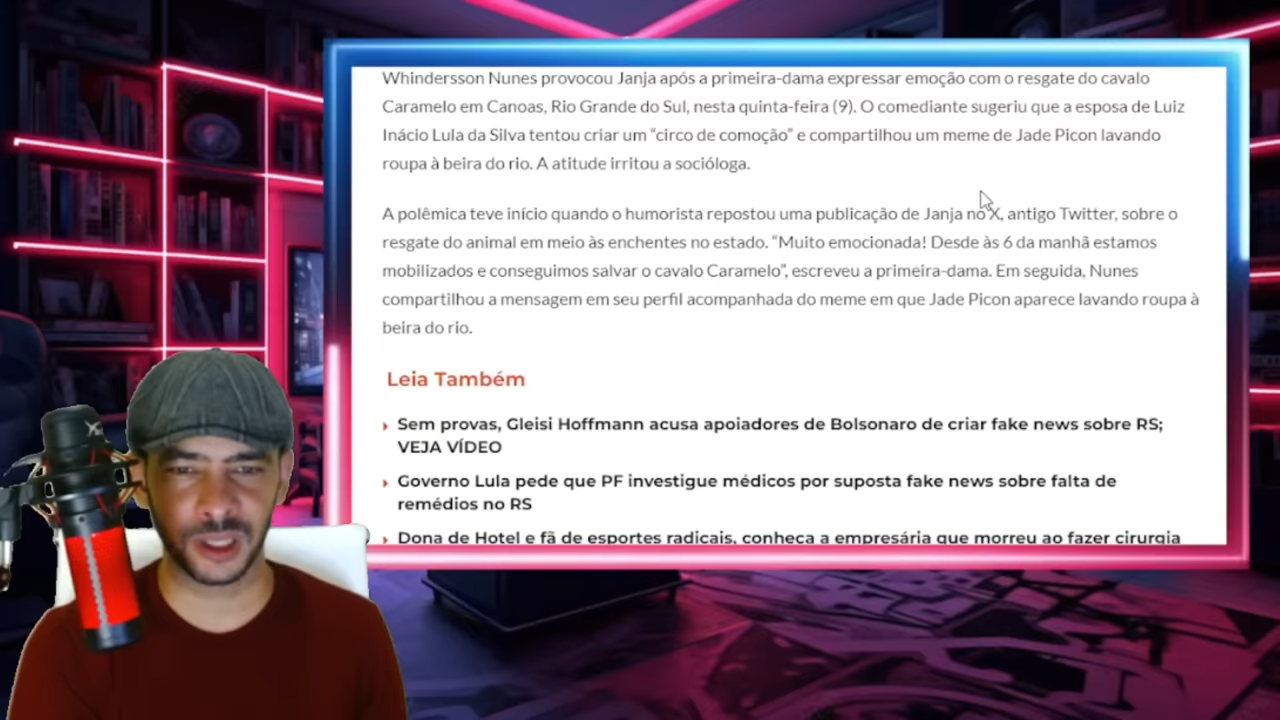 Whindersson Nunes provocou Janja após a primeira-dama expressar emoção com o resgate do cavalo
Caramelo em Canoas, Rio Grande do Sul, nesta quinta-feira (9). O comediante sugeriu que a esposa de Luiz
Inácio Lula da Silva tentou criar um “circo de comoção” e compartilhou um meme de Jade Picon lavando
roupa à beira do rio. A atitude irritou a socióloga.
A polêmica teve início quando o humorista repostou uma publicação de Janja no X, antigo Twitter, sobre o
resgate do animal em meio às enchentes no estado. “Muito emocionada! Desde às 6 da manhã estamos
mobilizados e conseguimos salvar o cavalo Caramelo”, escreveu a primeira-dama. Em seguida, Nunes
compartilhou a mensagem em seu perfil acompanhada do meme em que Jade Picon aparece lavando roupa à
beira do rio.
Leia Também
Sem provas, Gleisi Hoffmann acusa apoiadores de Bolsonaro de criar fake news sobre RS;
VEJA VÍDEO
Governo Lula pede que PF investigue médicos por suposta fake news sobre falta de
remédios no RS
Dona de Hotel e fã de esportes radicais, conheça a empresária que morreu ao fazer cirurgia